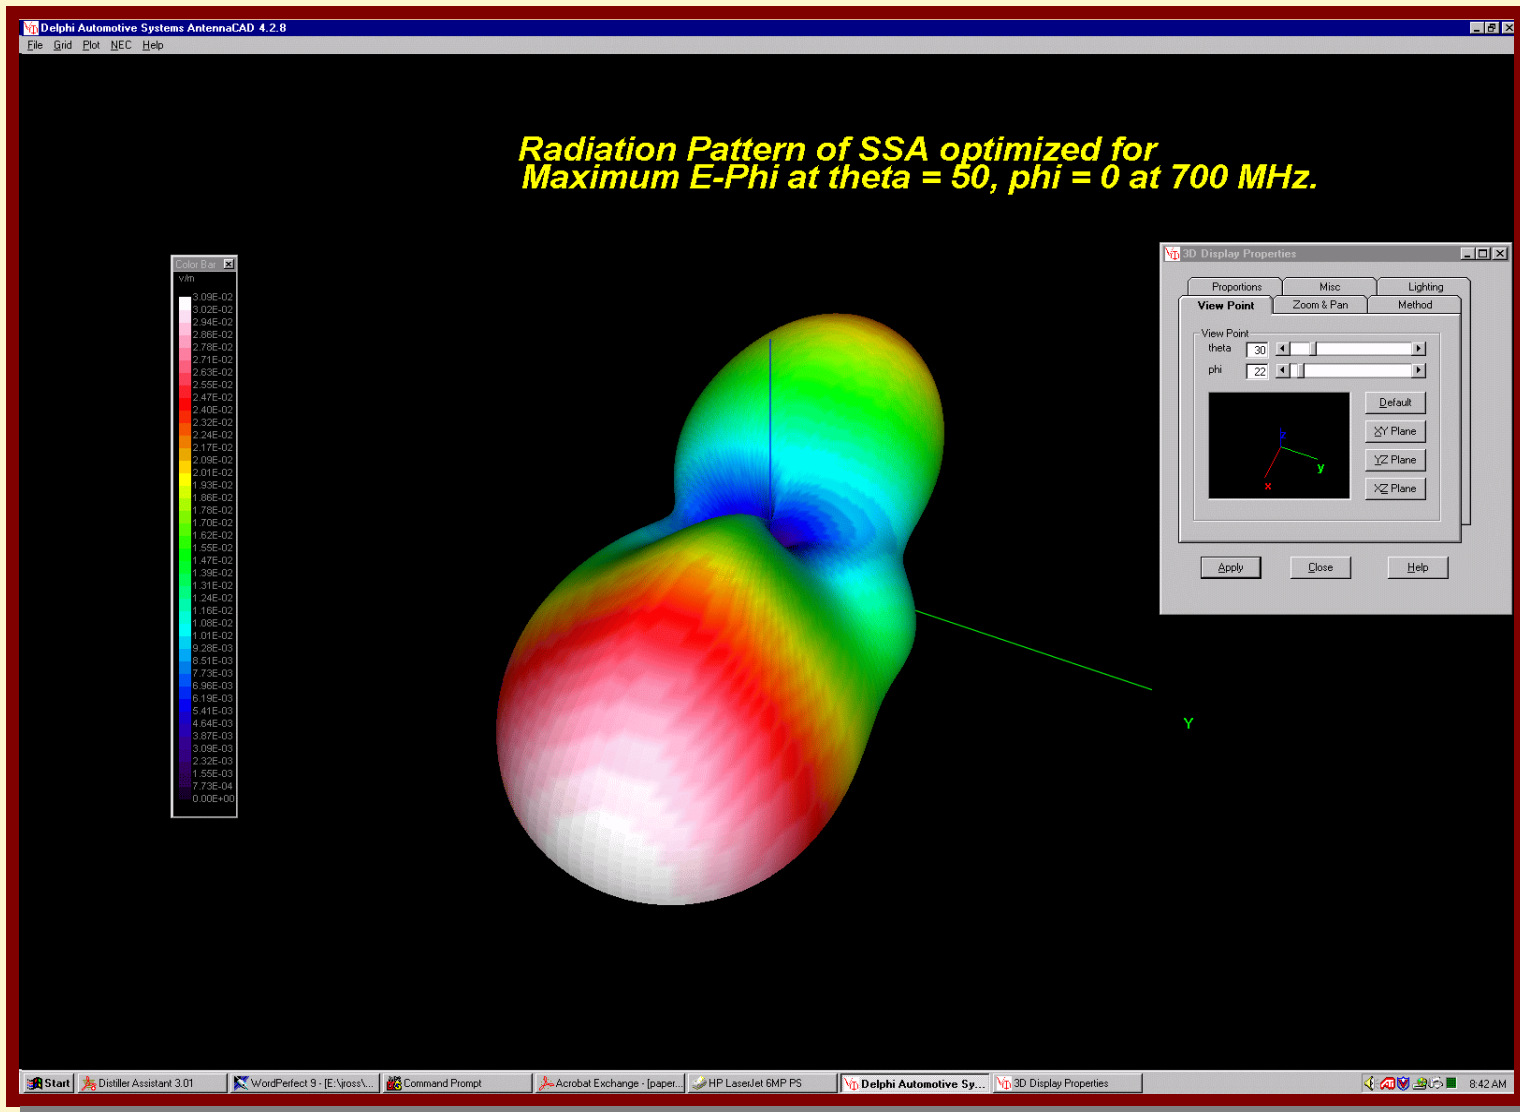 Delphi Automotive Systems AntennaCAD 4.2.8
File Grid Plot NEC Help
Radiation Pattern of SSA optimized for
Maximum E-Phi at theta = 50, phi = 0 at 700 MHz.
Color Bar
v/m
3.09E-02
3.02E-02
2.94E-02
2.86E-02
2.78E-02
2.71E-02
2.63E-02
2.55E-02
2.47E-02
2.40E-02
2.32E-02
2.24E-02
2.17E-02
2.09E-02
2.01E-02
1.93E-02
1.86E-02
1.78E-02
1.70E-02
1.62E-02
1.55E-02
1.47E-02
1.39E-02
1.31E-02
1.24E-02
1.16E-02
1.08E-02
1.01E-02
9.28E-03
8.51E-03
7.73E-03
6.96E-03
6.19E-03
5.41E-03
4.64E-03
3.87E-03
3.09E-03
2.32E-03
1.55E-03
7.73E-04
0.00E+00
3D Display Properties
Proportions Misc Lighting
View Point Zoom & Pan Method
View Point
theta 30
phi 22
Default
XY Plane
YZ Plane
XZ Plane
z
y
x
Apply Close Help
Y
Start Distiller Assistant 3.01 WordPerfect 9 - [E:\jross\... Command Prompt Acrobat Exchange - [paper... HP LaserJet 6MP PS Delphi Automotive Sy... 3D Display Properties 8:42 AM